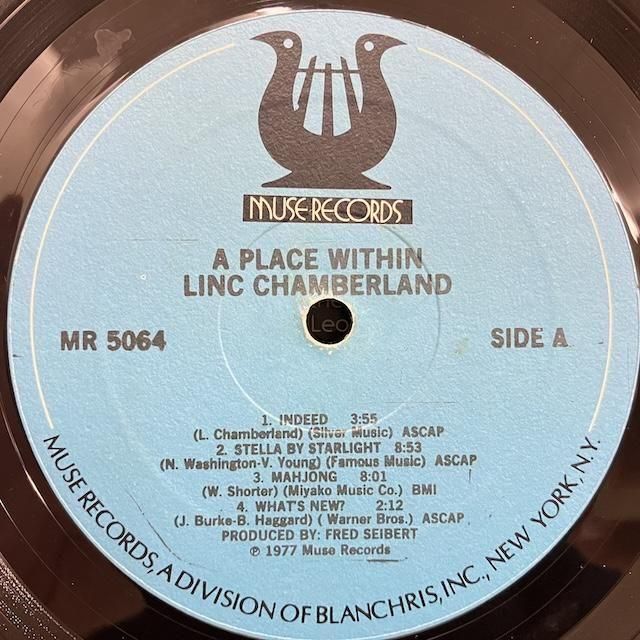 MUSE·RECORDS
A PLACE WITHIN
LINC CHAMBERLAND
Leo
MR 5064
SIDE A
1. INDEED 3:55
(L. Chamberland) (Silver Music) ASCAP
2. STELLA BY STARLIGHT 8:53
(N. Washington-V. Young) (Famous Music) ASCAP
3. MAHJONG 8:01
(W. Shorter) (Miyako Music Co.) BMI
4. WHAT'S NEW? 2:12
(J. Burke-B. Haggard) ( Warner Bros.) ASCAP
PRODUCED BY: FRED SEIBERT
℗ 1977 Muse Records
MUSE RECORDS, A DIVISION OF BLANCHRIS, INC., NEW YORK, N.Y.